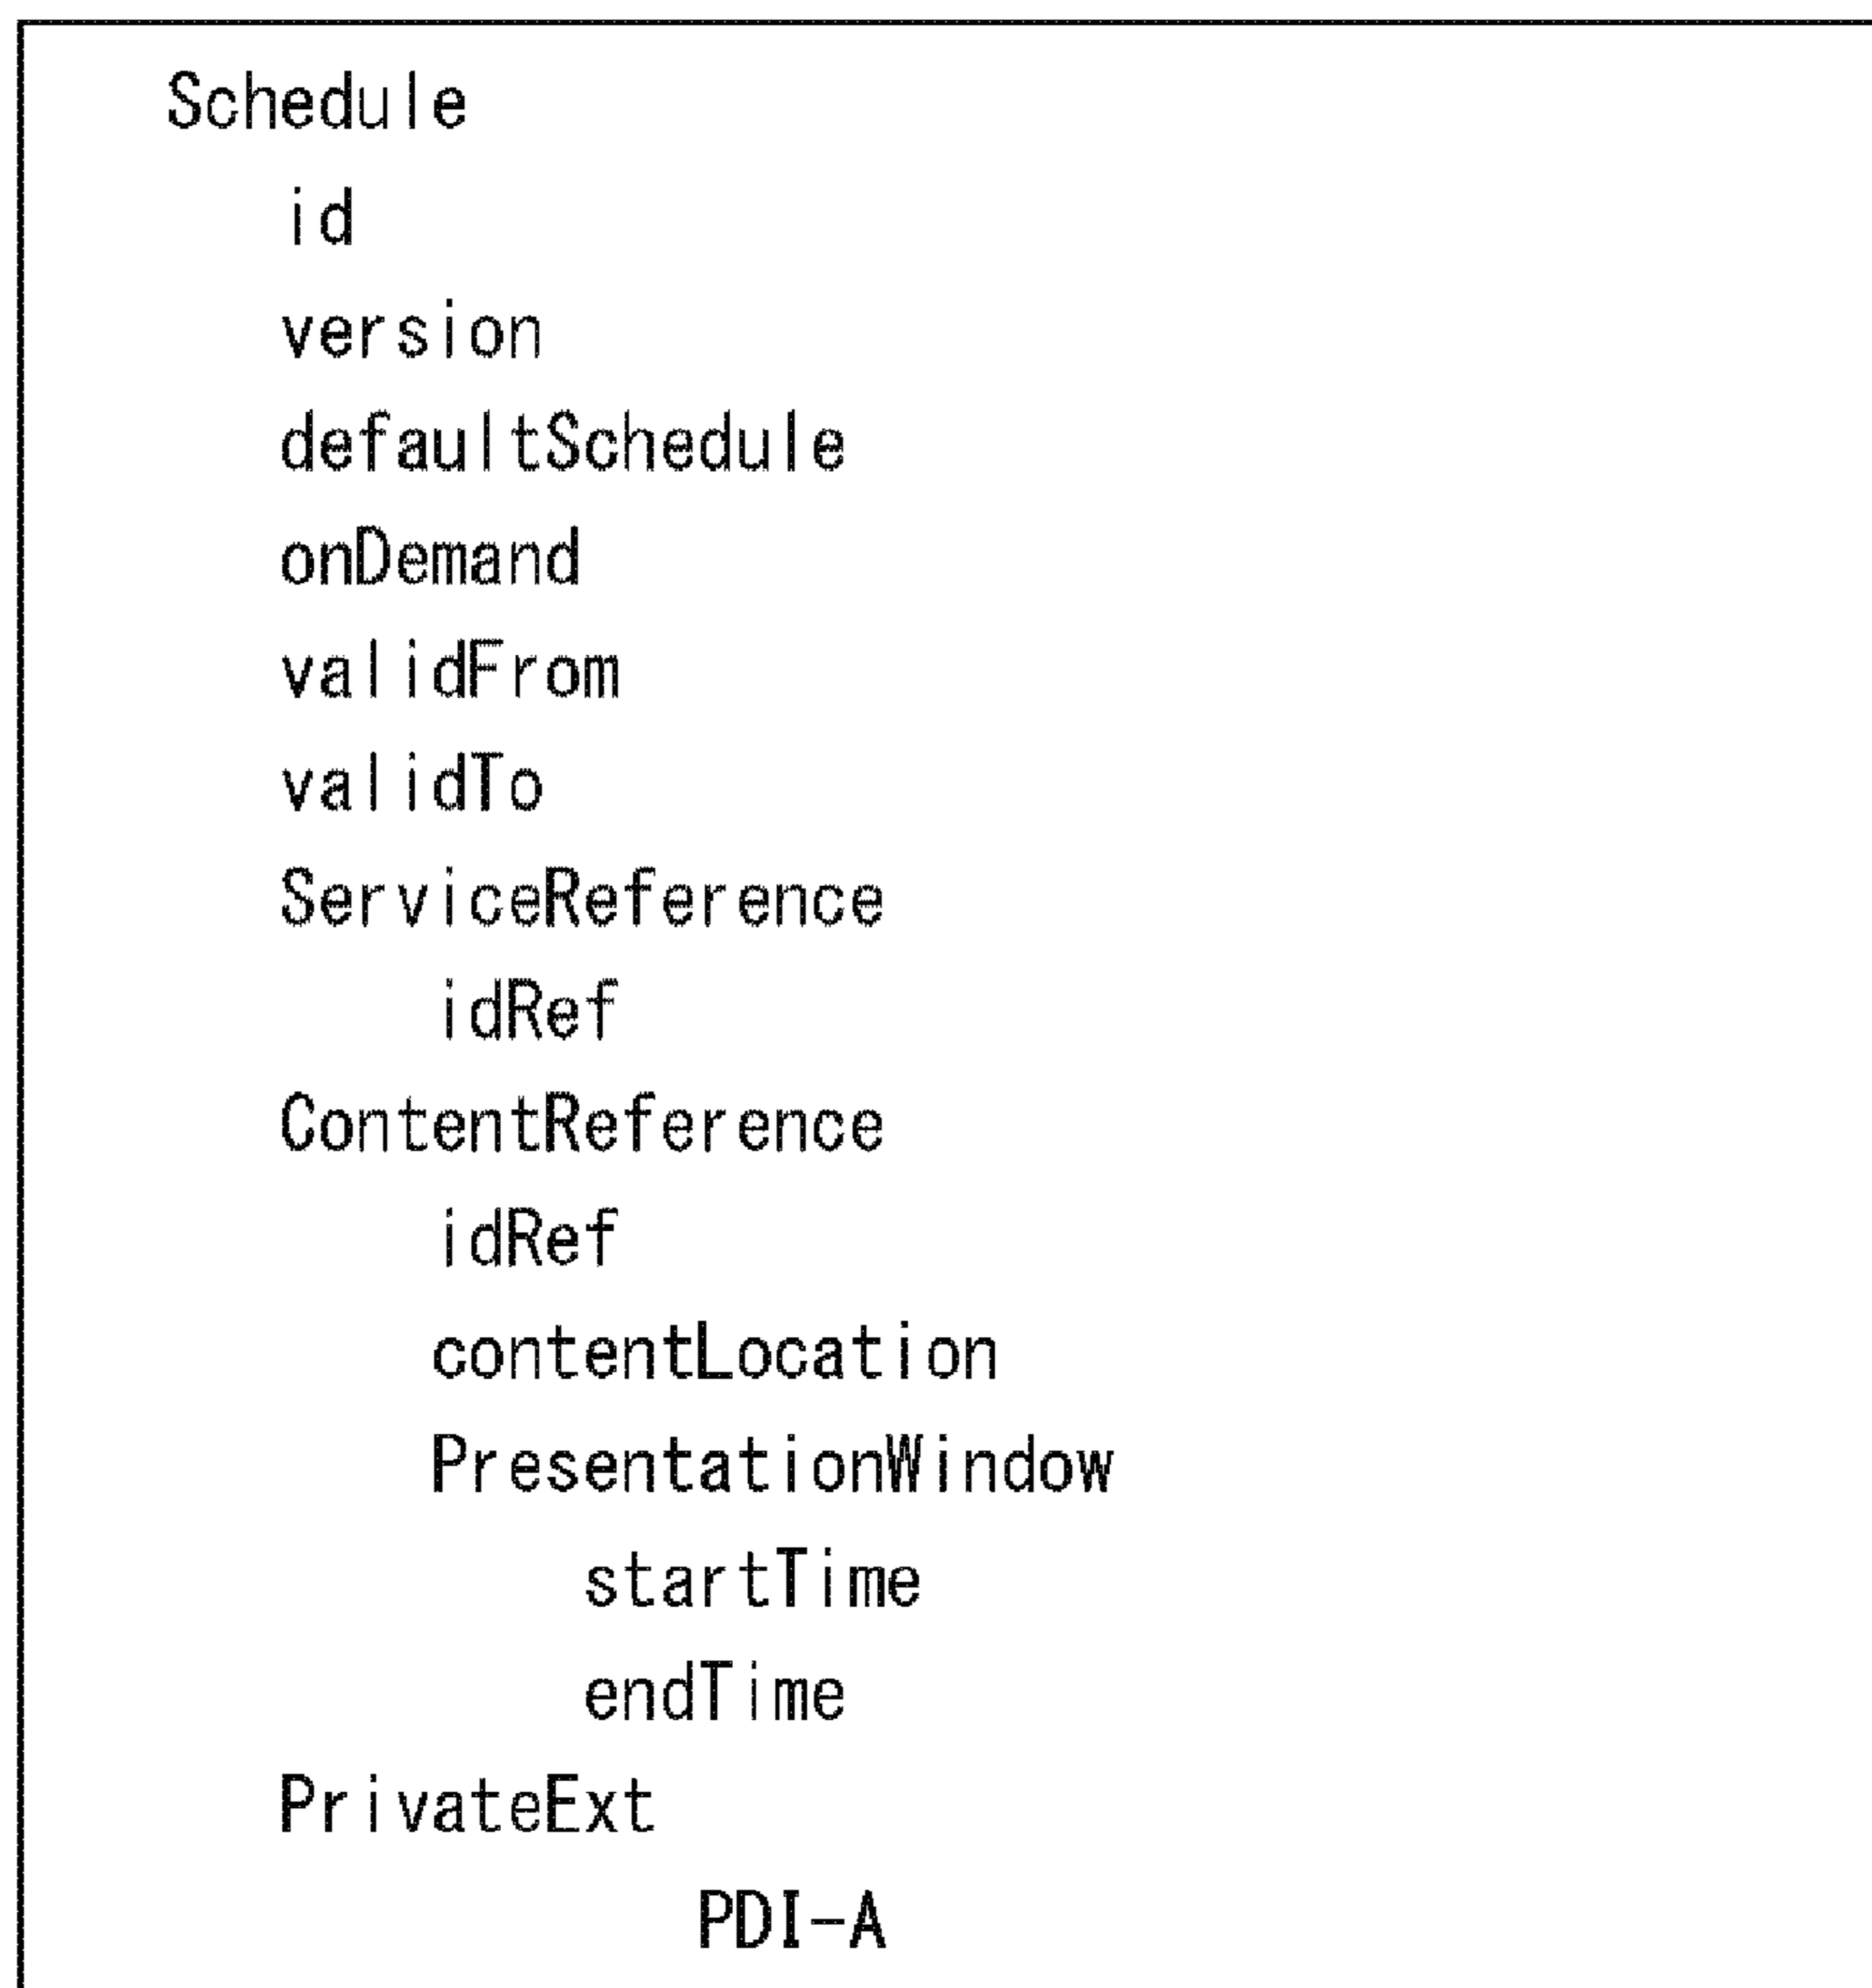 Schedule
id
version
defaultSchedule
onDemand
validFrom
validTo
ServiceReference
idRef
ContentReference
idRef
contentLocation
PresentationWindow
startTime
endTime
PrivateExt
PDI-A